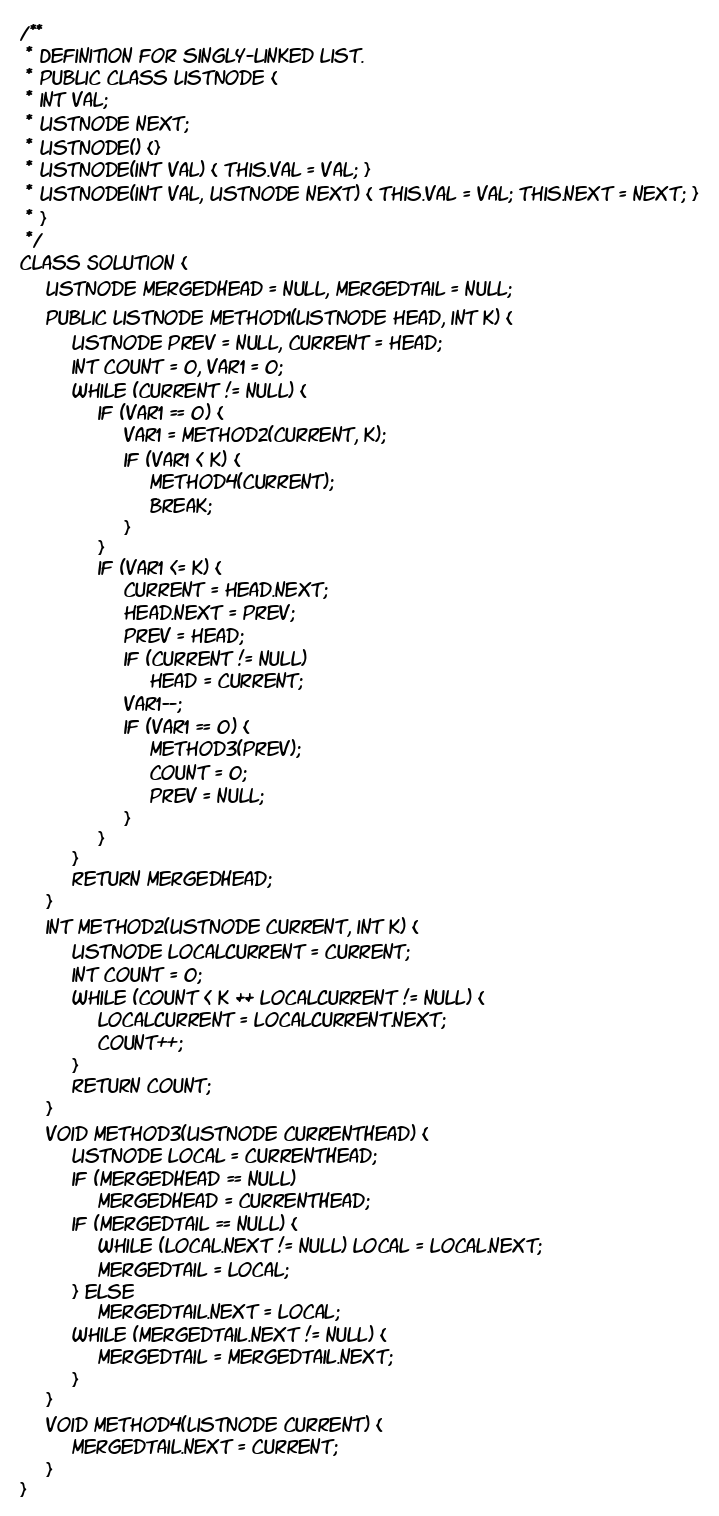 /**
* DEFINITION FOR SINGLY-LINKED LIST.
* PUBLIC CLASS LISTNODE {
* INT VAL;
* LISTNODE NEXT;
* LISTNODE() {}
* LISTNODE(INT VAL) { THIS.VAL = VAL; }
* LISTNODE(INT VAL, LISTNODE NEXT) { THIS.VAL = VAL; THIS.NEXT = NEXT; }
* }
*/
CLASS SOLUTION {
LISTNODE MERGEDHEAD = NULL, MERGEDTAIL = NULL;
PUBLIC LISTNODE METHOD1(LISTNODE HEAD, INT K) {
LISTNODE PREV = NULL, CURRENT = HEAD;
INT COUNT = 0, VAR1 = 0;
WHILE (CURRENT != NULL) {
IF (VAR1 == 0) {
VAR1 = METHOD2(CURRENT, K);
IF (VAR1 < K) {
METHOD4(CURRENT);
BREAK;
}
}
IF (VAR1 <= K) {
CURRENT = HEAD.NEXT;
HEAD.NEXT = PREV;
PREV = HEAD;
IF (CURRENT != NULL)
HEAD = CURRENT;
VAR1--;
IF (VAR1 == 0) {
METHOD3(PREV);
COUNT = 0;
PREV = NULL;
}
}
}
RETURN MERGEDHEAD;
}
INT METHOD2(LISTNODE CURRENT, INT K) {
LISTNODE LOCALCURRENT = CURRENT;
INT COUNT = 0;
WHILE (COUNT < K ++ LOCALCURRENT != NULL) {
LOCALCURRENT = LOCALCURRENT.NEXT;
COUNT++;
}
RETURN COUNT;
}
VOID METHOD3(LISTNODE CURRENTHEAD) {
LISTNODE LOCAL = CURRENTHEAD;
IF (MERGEDHEAD == NULL)
MERGEDHEAD = CURRENTHEAD;
IF (MERGEDTAIL == NULL) {
WHILE (LOCAL.NEXT != NULL) LOCAL = LOCAL.NEXT;
MERGEDTAIL = LOCAL;
} ELSE
MERGEDTAIL.NEXT = LOCAL;
WHILE (MERGEDTAIL.NEXT != NULL) {
MERGEDTAIL = MERGEDTAIL.NEXT;
}
}
VOID METHOD4(LISTNODE CURRENT) {
MERGEDTAIL.NEXT = CURRENT;
}
}